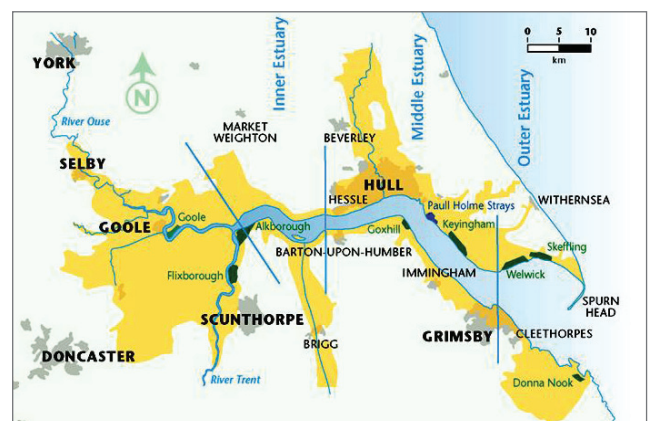 YORK
N
0 5 10
km
Inner Estuary
Middle Estuary
Outer Estuary
River Ouse
MARKET
WEIGHTON
BEVERLEY
SELBY
HULL
HESSLE
Paull Holme Strays
WITHERNSEA
GOOLE
Goole
Alkborough
Goxhill
Keyingham
Skeffling
BARTON-UPON-HUMBER
Flixborough
IMMINGHAM
Welwick
SPURN
HEAD
SCUNTHORPE
GRIMSBY
CLEETHORPES
BRIGG
DONCASTER
River Trent
Donna Nook